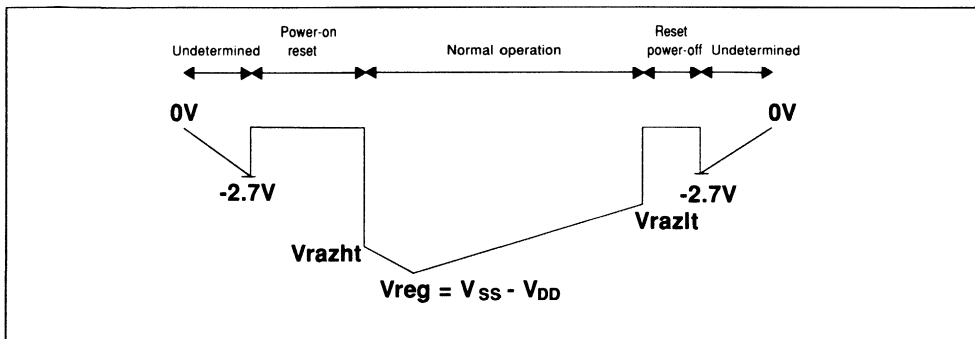 Power-on
reset
Reset
power-off
Undetermined
Normal operation
Undetermined
0V
0V
-2.7V
-2.7V
Vrazlt
Vrazht
Vreg = VSS - VDD